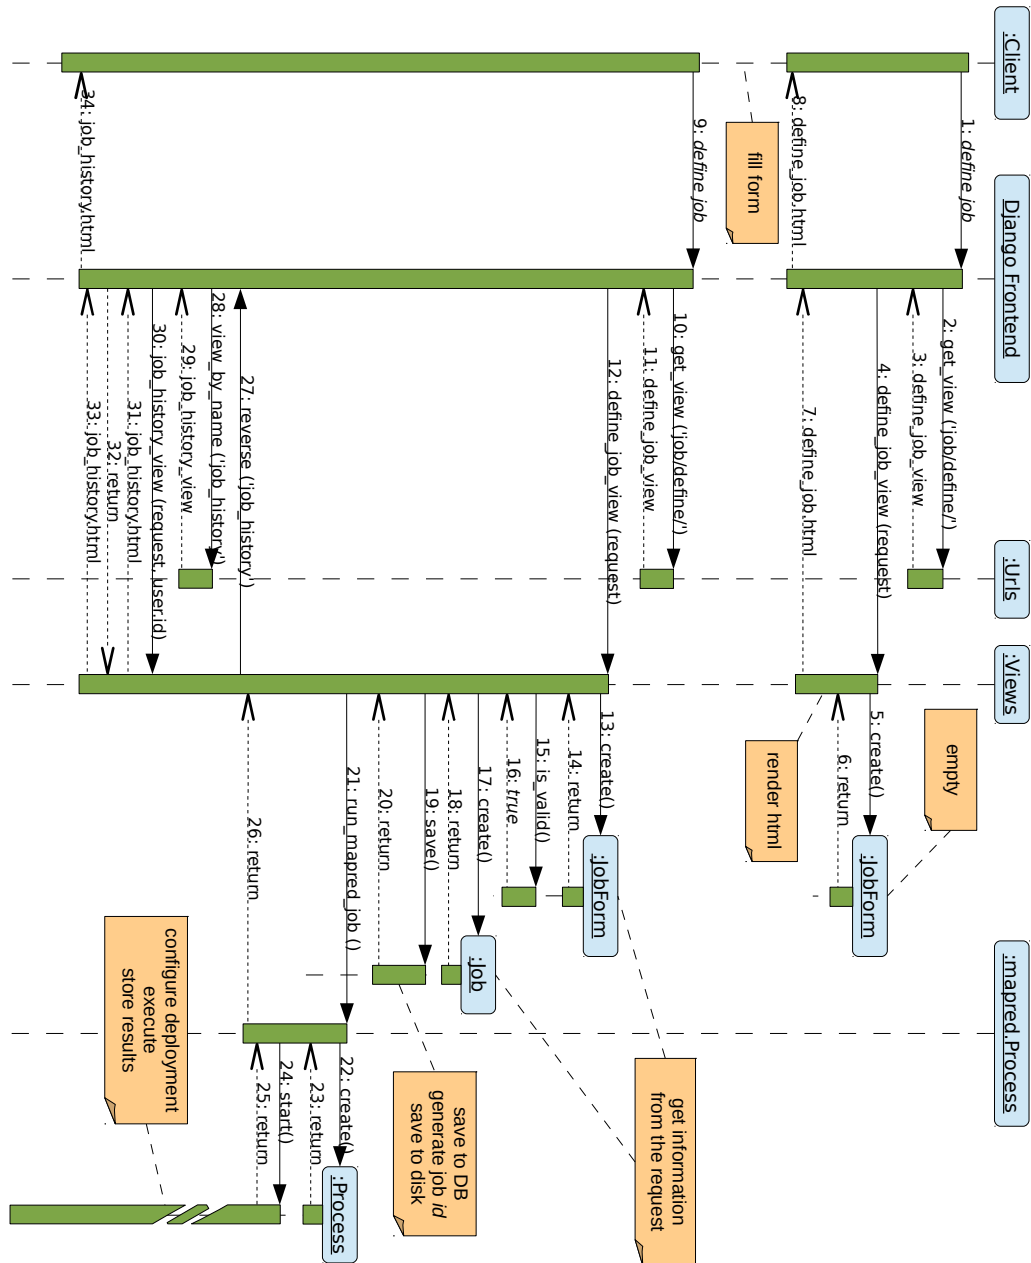 :Client
Django Frontend
:Urls
:Views
:mapred.Process
1: define job
2: get_view ('job/define/')
3: define_job_view
4: define_job_view (request)
5: create()
:JobForm
empty
6: return
render html
7: define_job.html
8: define_job.html
fill form
9: define job
10: get_view ('job/define/')
11: define_job_view
12: define_job_view (request)
13: create()
:JobForm
14: return
15: is_valid()
16: true
get information
from the request
17: create()
:Job
18: return
19: save()
20: return
save to DB
generate job id
save to disk
21: run_mapred_job ()
22: create()
:Process
23: return
24: start()
25: return
configure deployment
execute
store results
26: return
27: reverse ('job_history')
28: view_by_name ('job_history')
29: job_history_view
30: job_history_view (request, user.id)
31: job_history.html
32: return
33: job_history.html
34: job_history.html